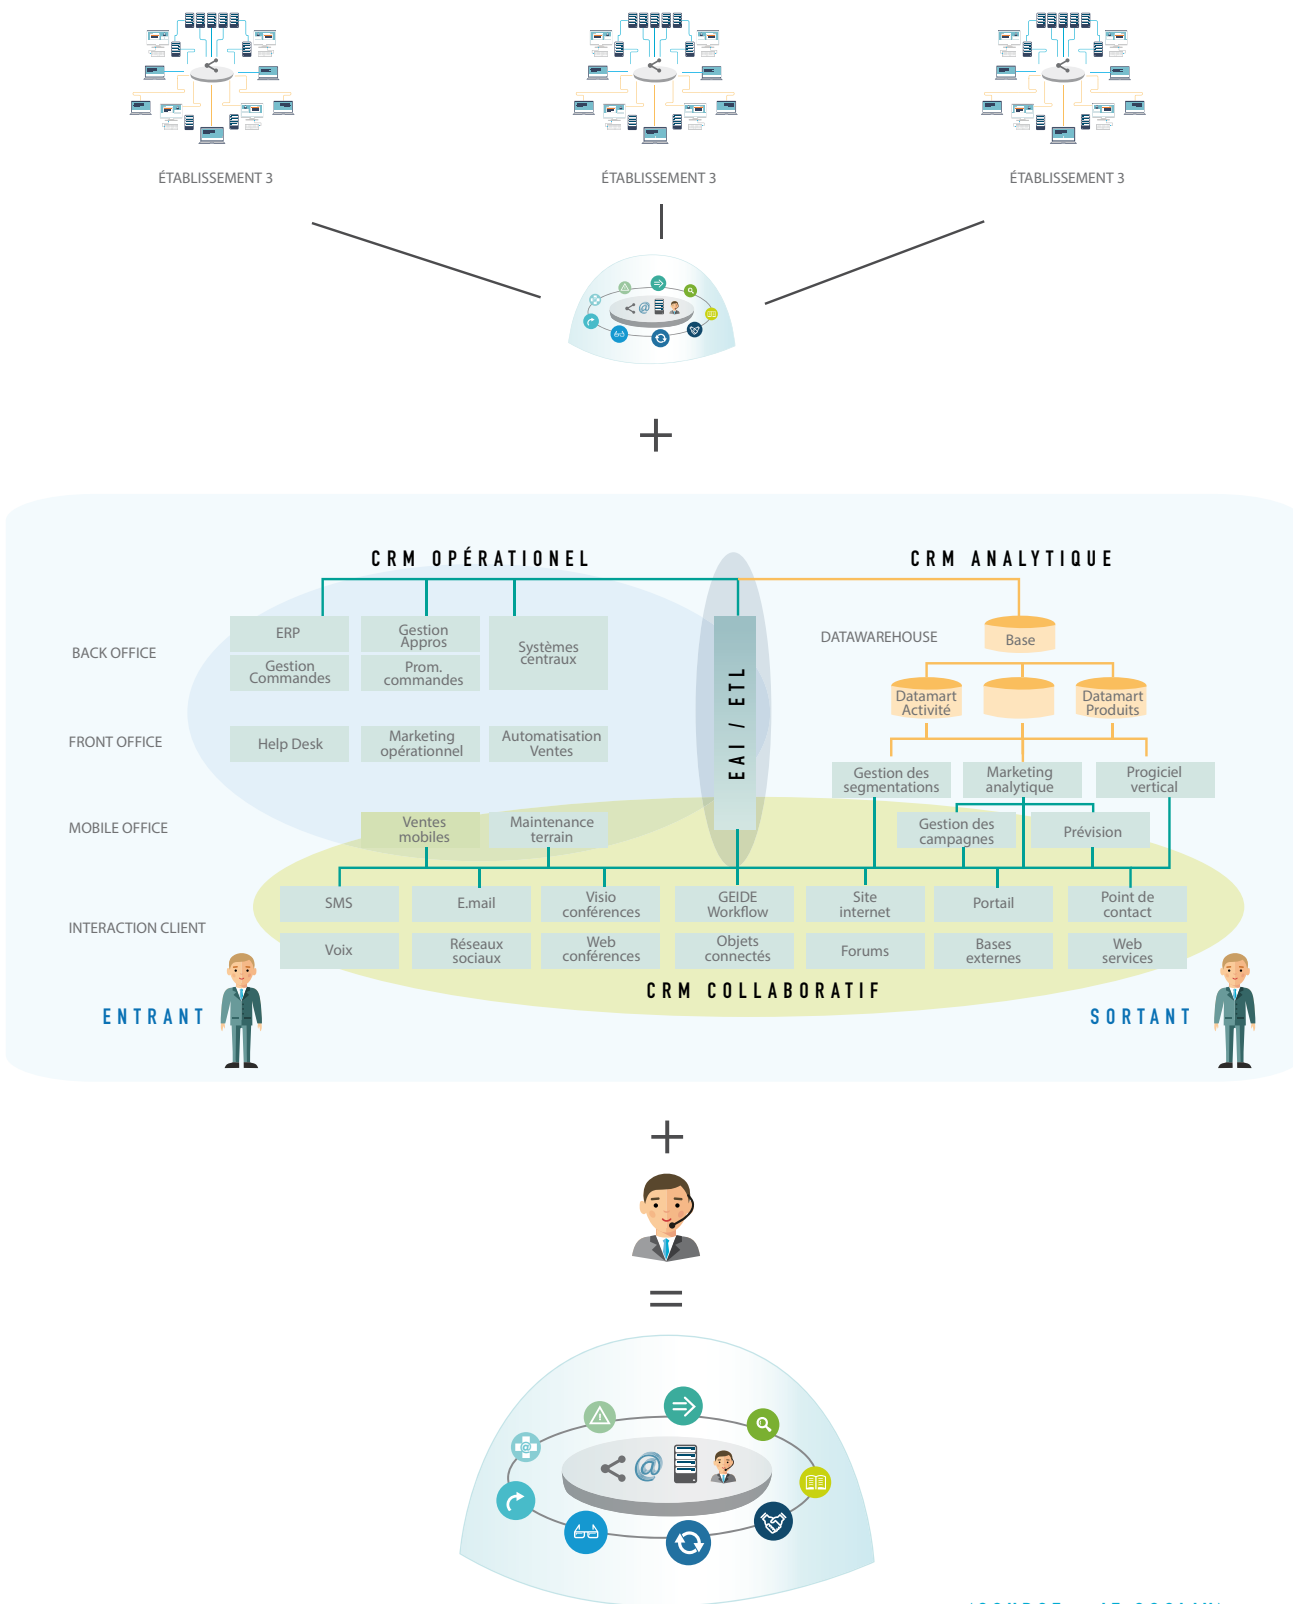 ÉTABLISSEMENT 3
ÉTABLISSEMENT 3
ÉTABLISSEMENT 3
CRM OPÉRATIONEL
CRM ANALYTIQUE
BACK OFFICE
ERP
Gestion
Appros
Systèmes
centraux
Gestion
Commandes
Prom.
commandes
DATAWAREHOUSE
Base
Datamart
Activité
Datamart
Produits
FRONT OFFICE
Help Desk
Marketing
opérationnel
Automatisation
Ventes
EAI / ETL
Gestion des
segmentations
Marketing
analytique
Progiciel
vertical
MOBILE OFFICE
Ventes
mobiles
Maintenance
terrain
Gestion des
campagnes
Prévision
INTERACTION CLIENT
SMS
E.mail
Visio
conférences
GEIDE
Workflow
Site
internet
Portail
Point de
contact
Voix
Réseaux
sociaux
Web
conférences
Objets
connectés
Forums
Bases
externes
Web
services
CRM COLLABORATIF
ENTRANT
SORTANT